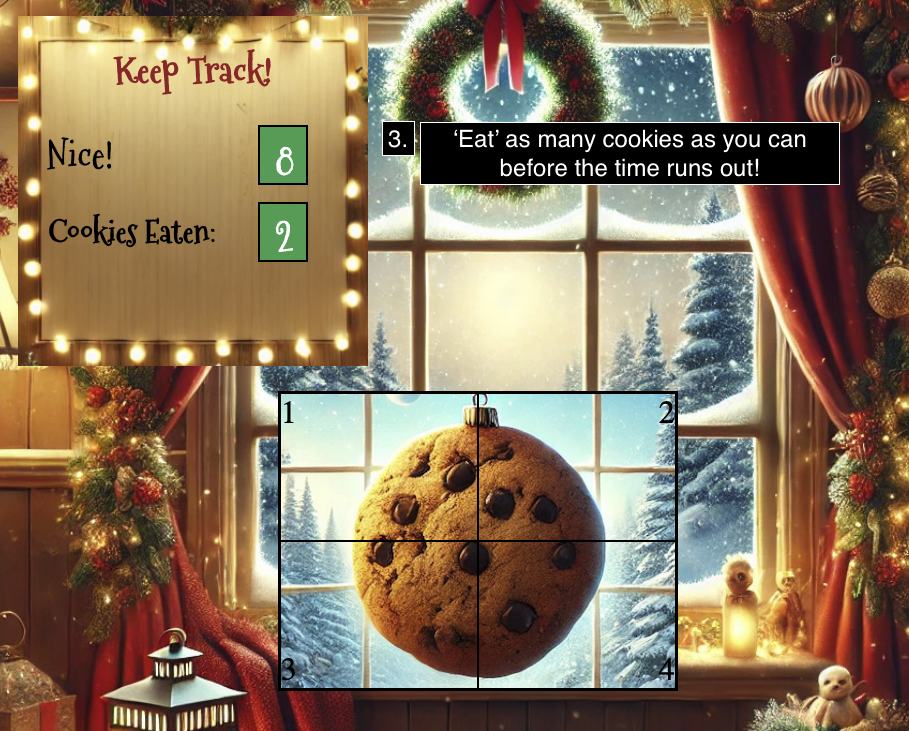 Keep Track!
Nice!
8
Cookies Eaten:
2
3.
‘Eat’ as many cookies as you can
before the time runs out!
1
2
3
4